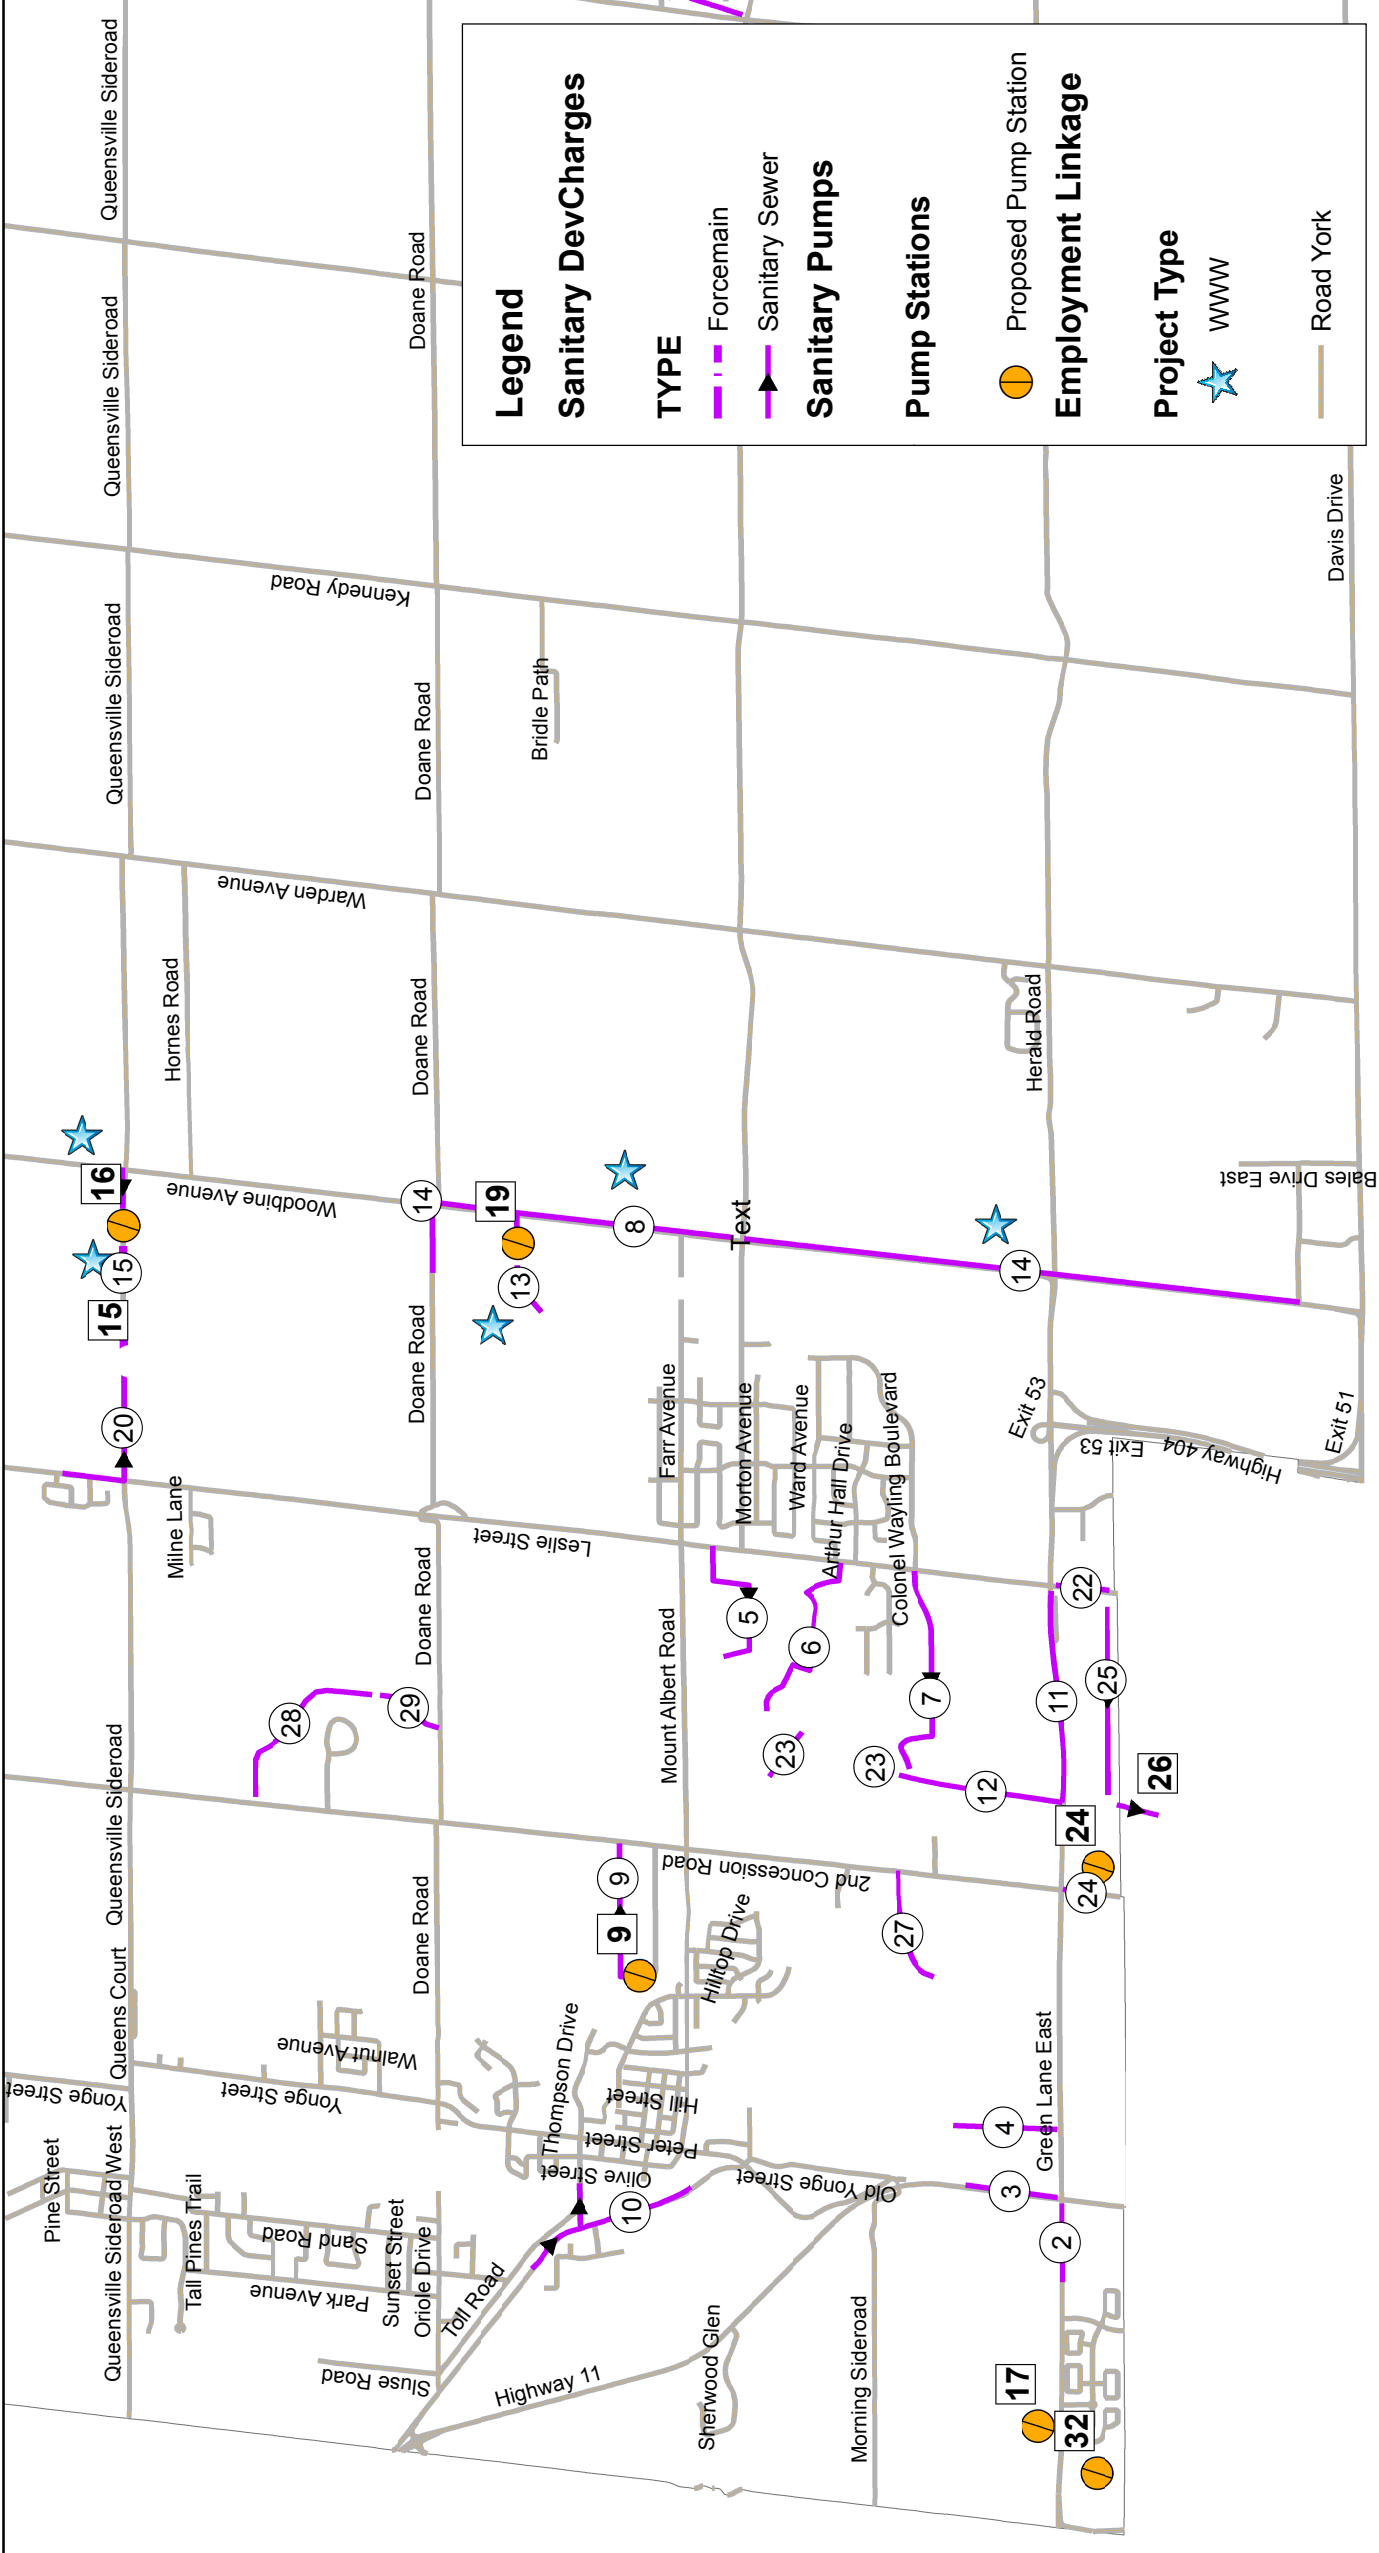 Queensville Sideroad
Queensville Sideroad
Queensville Sideroad
Queensville Sideroad
Queens Court
Queensville Sideroad West
Pine Street
Yonge Street
Yonge Street
Tall Pines Trail
Sand Road
Park Avenue
Sunset Street
Oriole Drive
Sluse Road
Toll Road
Highway 11
Walnut Avenue
Milne Lane
Hornes Road
Woodbine Avenue
Warden Avenue
Kennedy Road
Leslie Street
Doane Road
Doane Road
Doane Road
Doane Road
Doane Road
Doane Road
Bridle Path
16
15
15
20
14
19
13
8
14
Text
28
29
9
9
Thompson Drive
Hill Street
Peter Street
Olive Street
10
Hilltop Drive
Old Yonge Street
Sherwood Glen
Morning Sideroad
Mount Albert Road
2nd Concession Road
Farr Avenue
Morton Avenue
Ward Avenue
Arthur Hall Drive
Colonel Wayling Boulevard
5
6
7
23
23
12
11
22
25
26
24
24
27
Green Lane East
4
3
2
17
32
Herald Road
Exit 53
Exit 53
Highway 404
Exit 51
Bales Drive East
Davis Drive
Legend
Sanitary DevCharges
TYPE
Forcemain
Sanitary Sewer
Sanitary Pumps
Pump Stations
Proposed Pump Station
Employment Linkage
Project Type
WWW
Road York